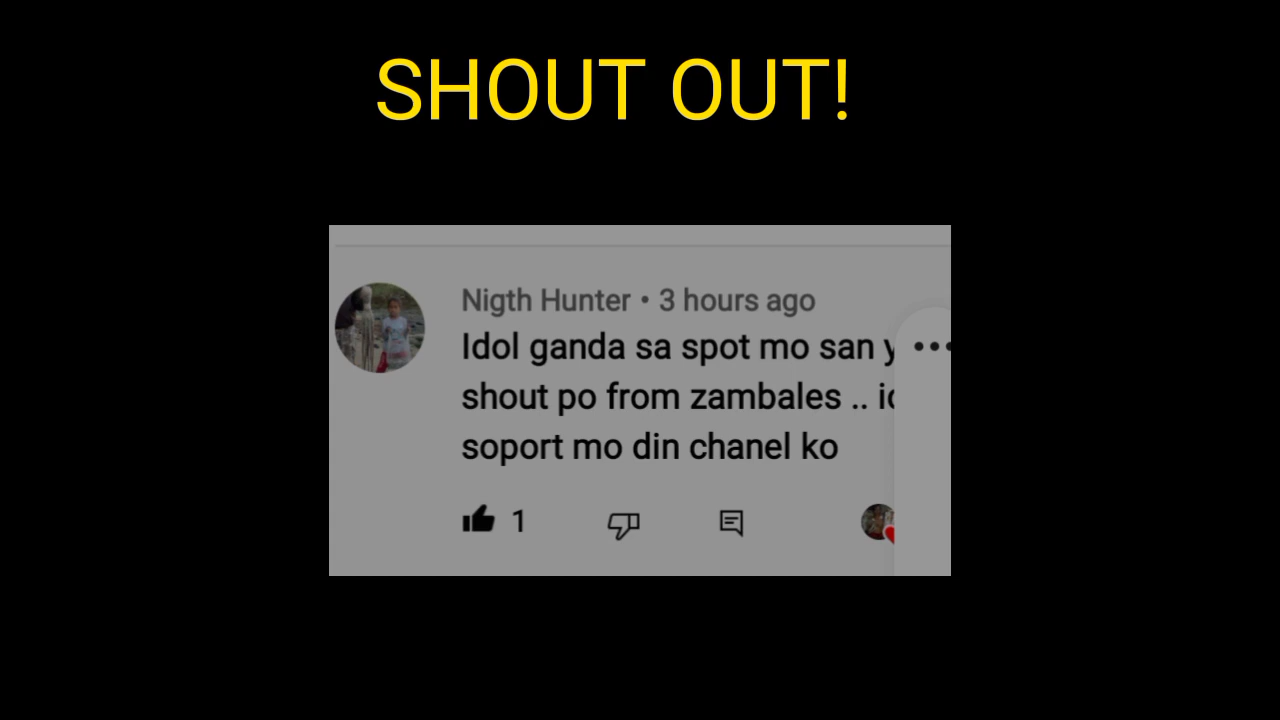 SHOUT OUT!
Nigth Hunter • 3 hours ago
Idol ganda sa spot mo san
shout po from zambales ..
soport mo din chanel ko
1